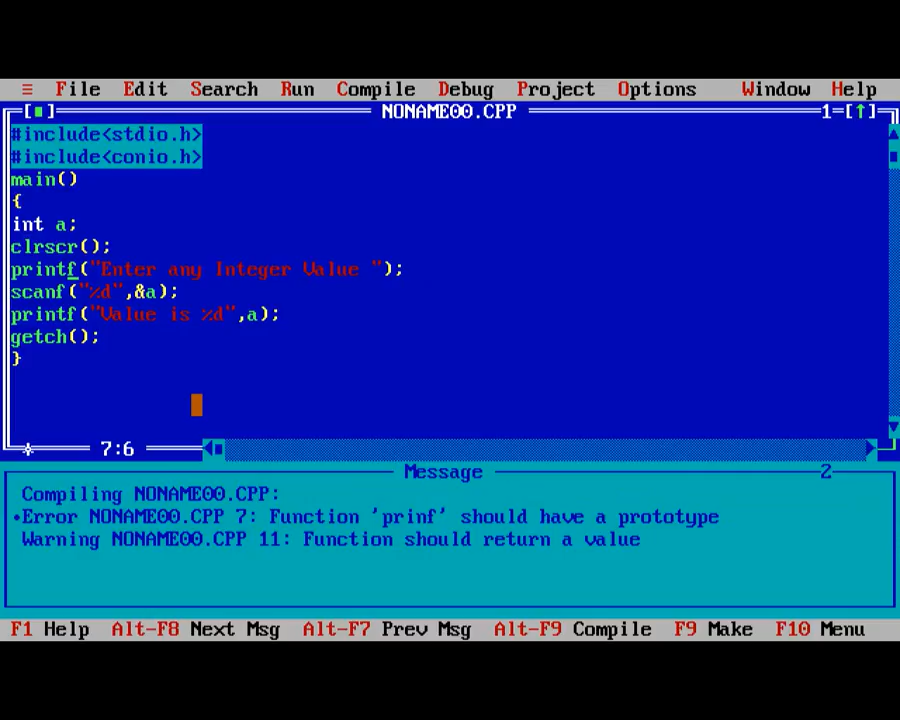 ≡ File Edit Search Run Compile Debug Project Options Window Help
[■] NONAME00.CPP 1=[↑]
#include<stdio.h>
#include<conio.h>
main()
{
int a;
clrscr();
printf("Enter any Integer Value ");
scanf("%d",&a);
printf("Value is %d",a);
getch();
}
7:6
Message 2
Compiling NONAME00.CPP:
•Error NONAME00.CPP 7: Function 'prinf' should have a prototype
Warning NONAME00.CPP 11: Function should return a value
F1 Help Alt-F8 Next Msg Alt-F7 Prev Msg Alt-F9 Compile F9 Make F10 Menu